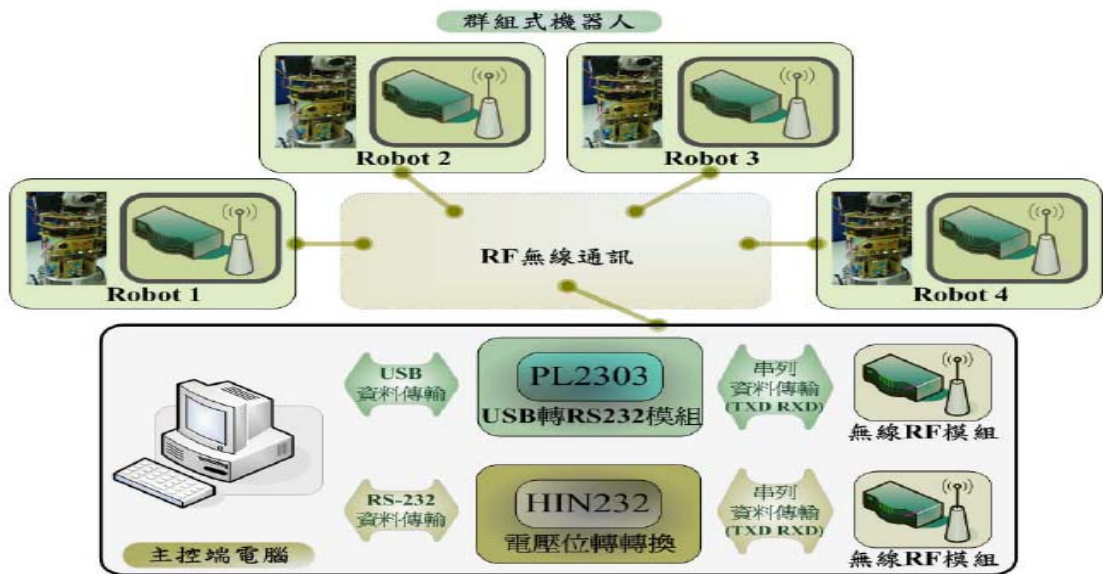 群組式機器人
Robot 2
Robot 3
Robot 1
RF無線通訊
Robot 4
USB
資料傳輸
PL2303
USB轉RS232模組
串列
資料傳輸
(TXD RXD)
無線RF模組
RS-232
資料傳輸
HIN232
電壓位轉轉換
串列
資料傳輸
(TXD RXD)
無線RF模組
主控端電腦